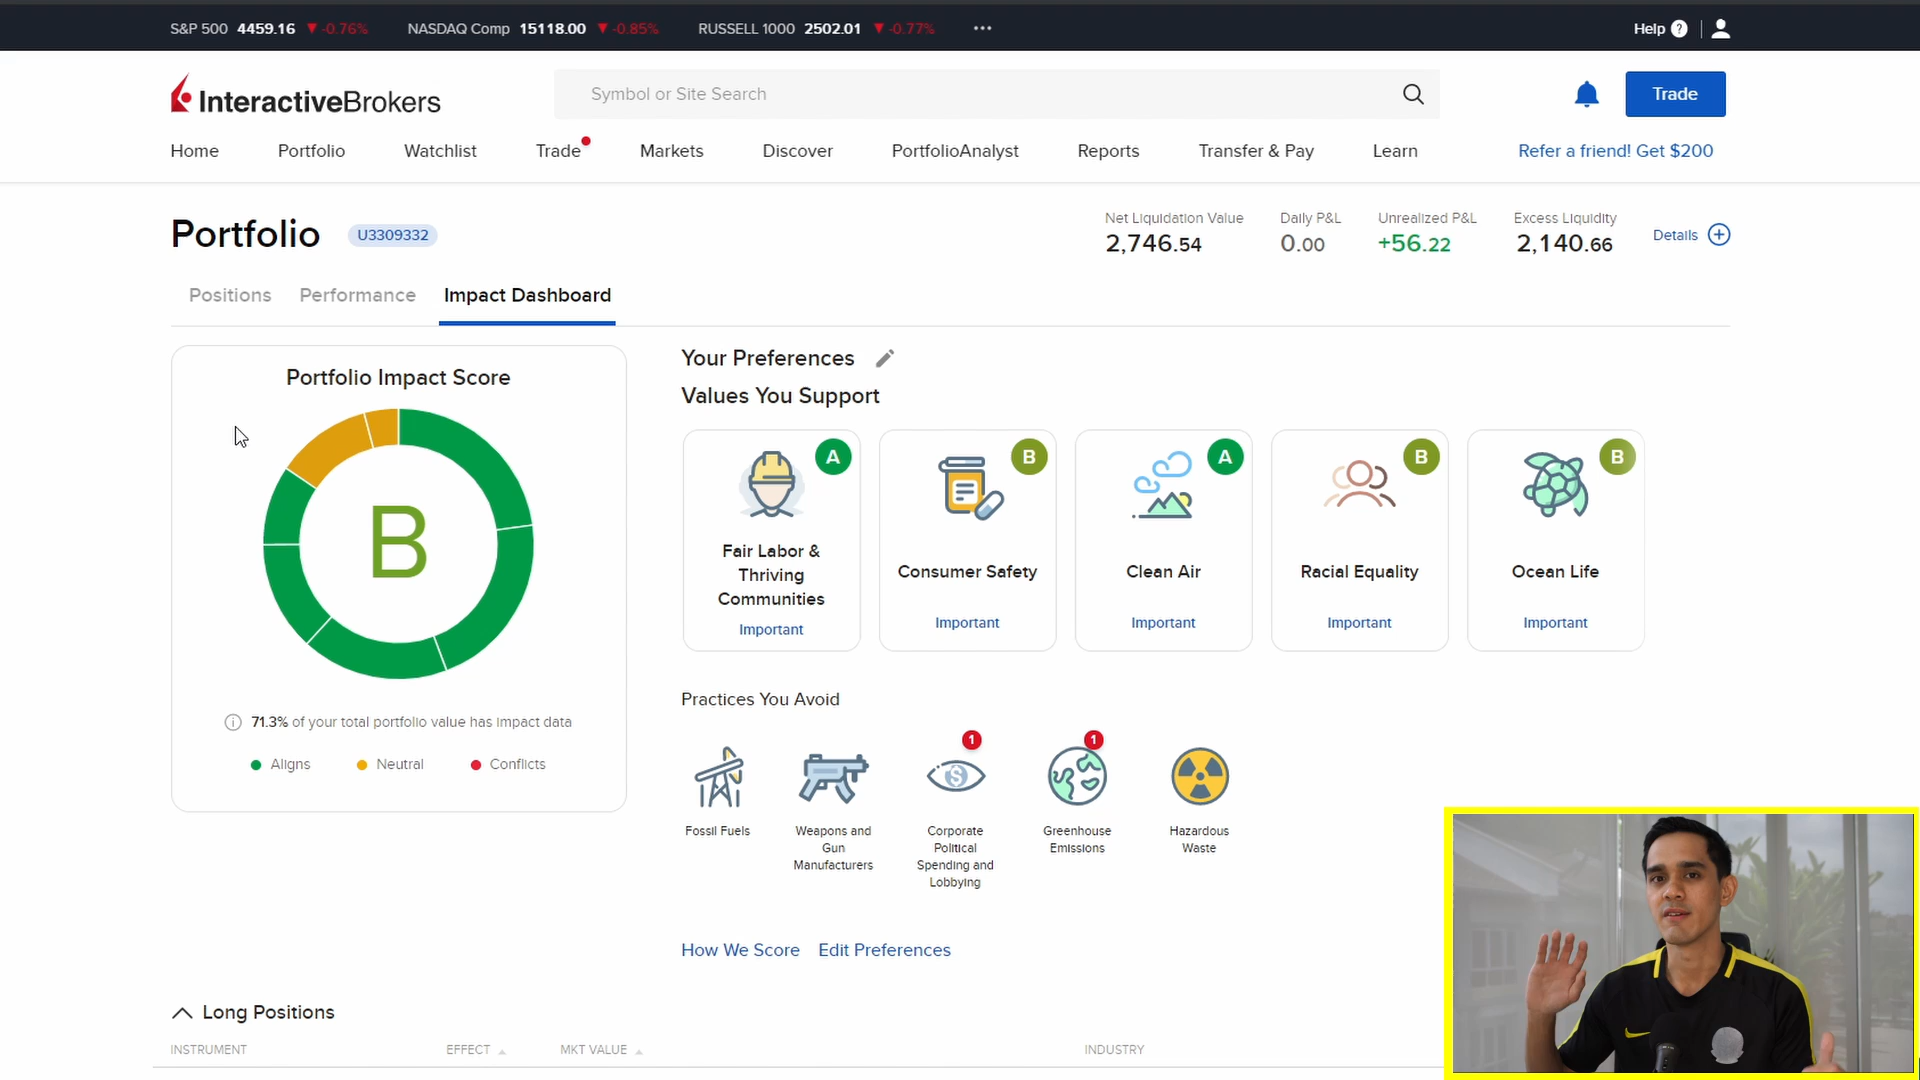 S&P 500 4459.16 ▼ -0.76% NASDAQ Comp 15118.00 ▼ -0.85% RUSSELL 1000 2502.01 ▼ -0.77% ••• Help ?
InteractiveBrokers
Symbol or Site Search
Trade
Home Portfolio Watchlist Trade Markets Discover PortfolioAnalyst Reports Transfer & Pay Learn Refer a friend! Get $200
Portfolio U3309332
Net Liquidation Value Daily P&L Unrealized P&L Excess Liquidity
2,746.54 0.00 +56.22 2,140.66 Details
Positions Performance Impact Dashboard
Portfolio Impact Score
B
71.3% of your total portfolio value has impact data
Aligns Neutral Conflicts
Your Preferences
Values You Support
A B A B B
Fair Labor &
Thriving
Communities
Important
Consumer Safety
Important
Clean Air
Important
Racial Equality
Important
Ocean Life
Important
Practices You Avoid
1 1
$
Fossil Fuels
Weapons and
Gun
Manufacturers
Corporate
Political
Spending and
Lobbying
Greenhouse
Emissions
Hazardous
Waste
How We Score Edit Preferences
Long Positions
INSTRUMENT EFFECT MKT VALUE INDUSTRY